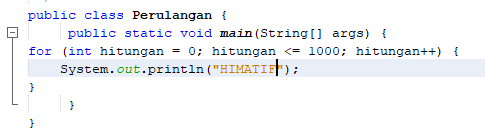 public class Perulangan {
public static void main(String[] args) {
for (int hitungan = 0; hitungan <= 1000; hitungan++) {
System.out.println("HIMATIF");
}
}
}